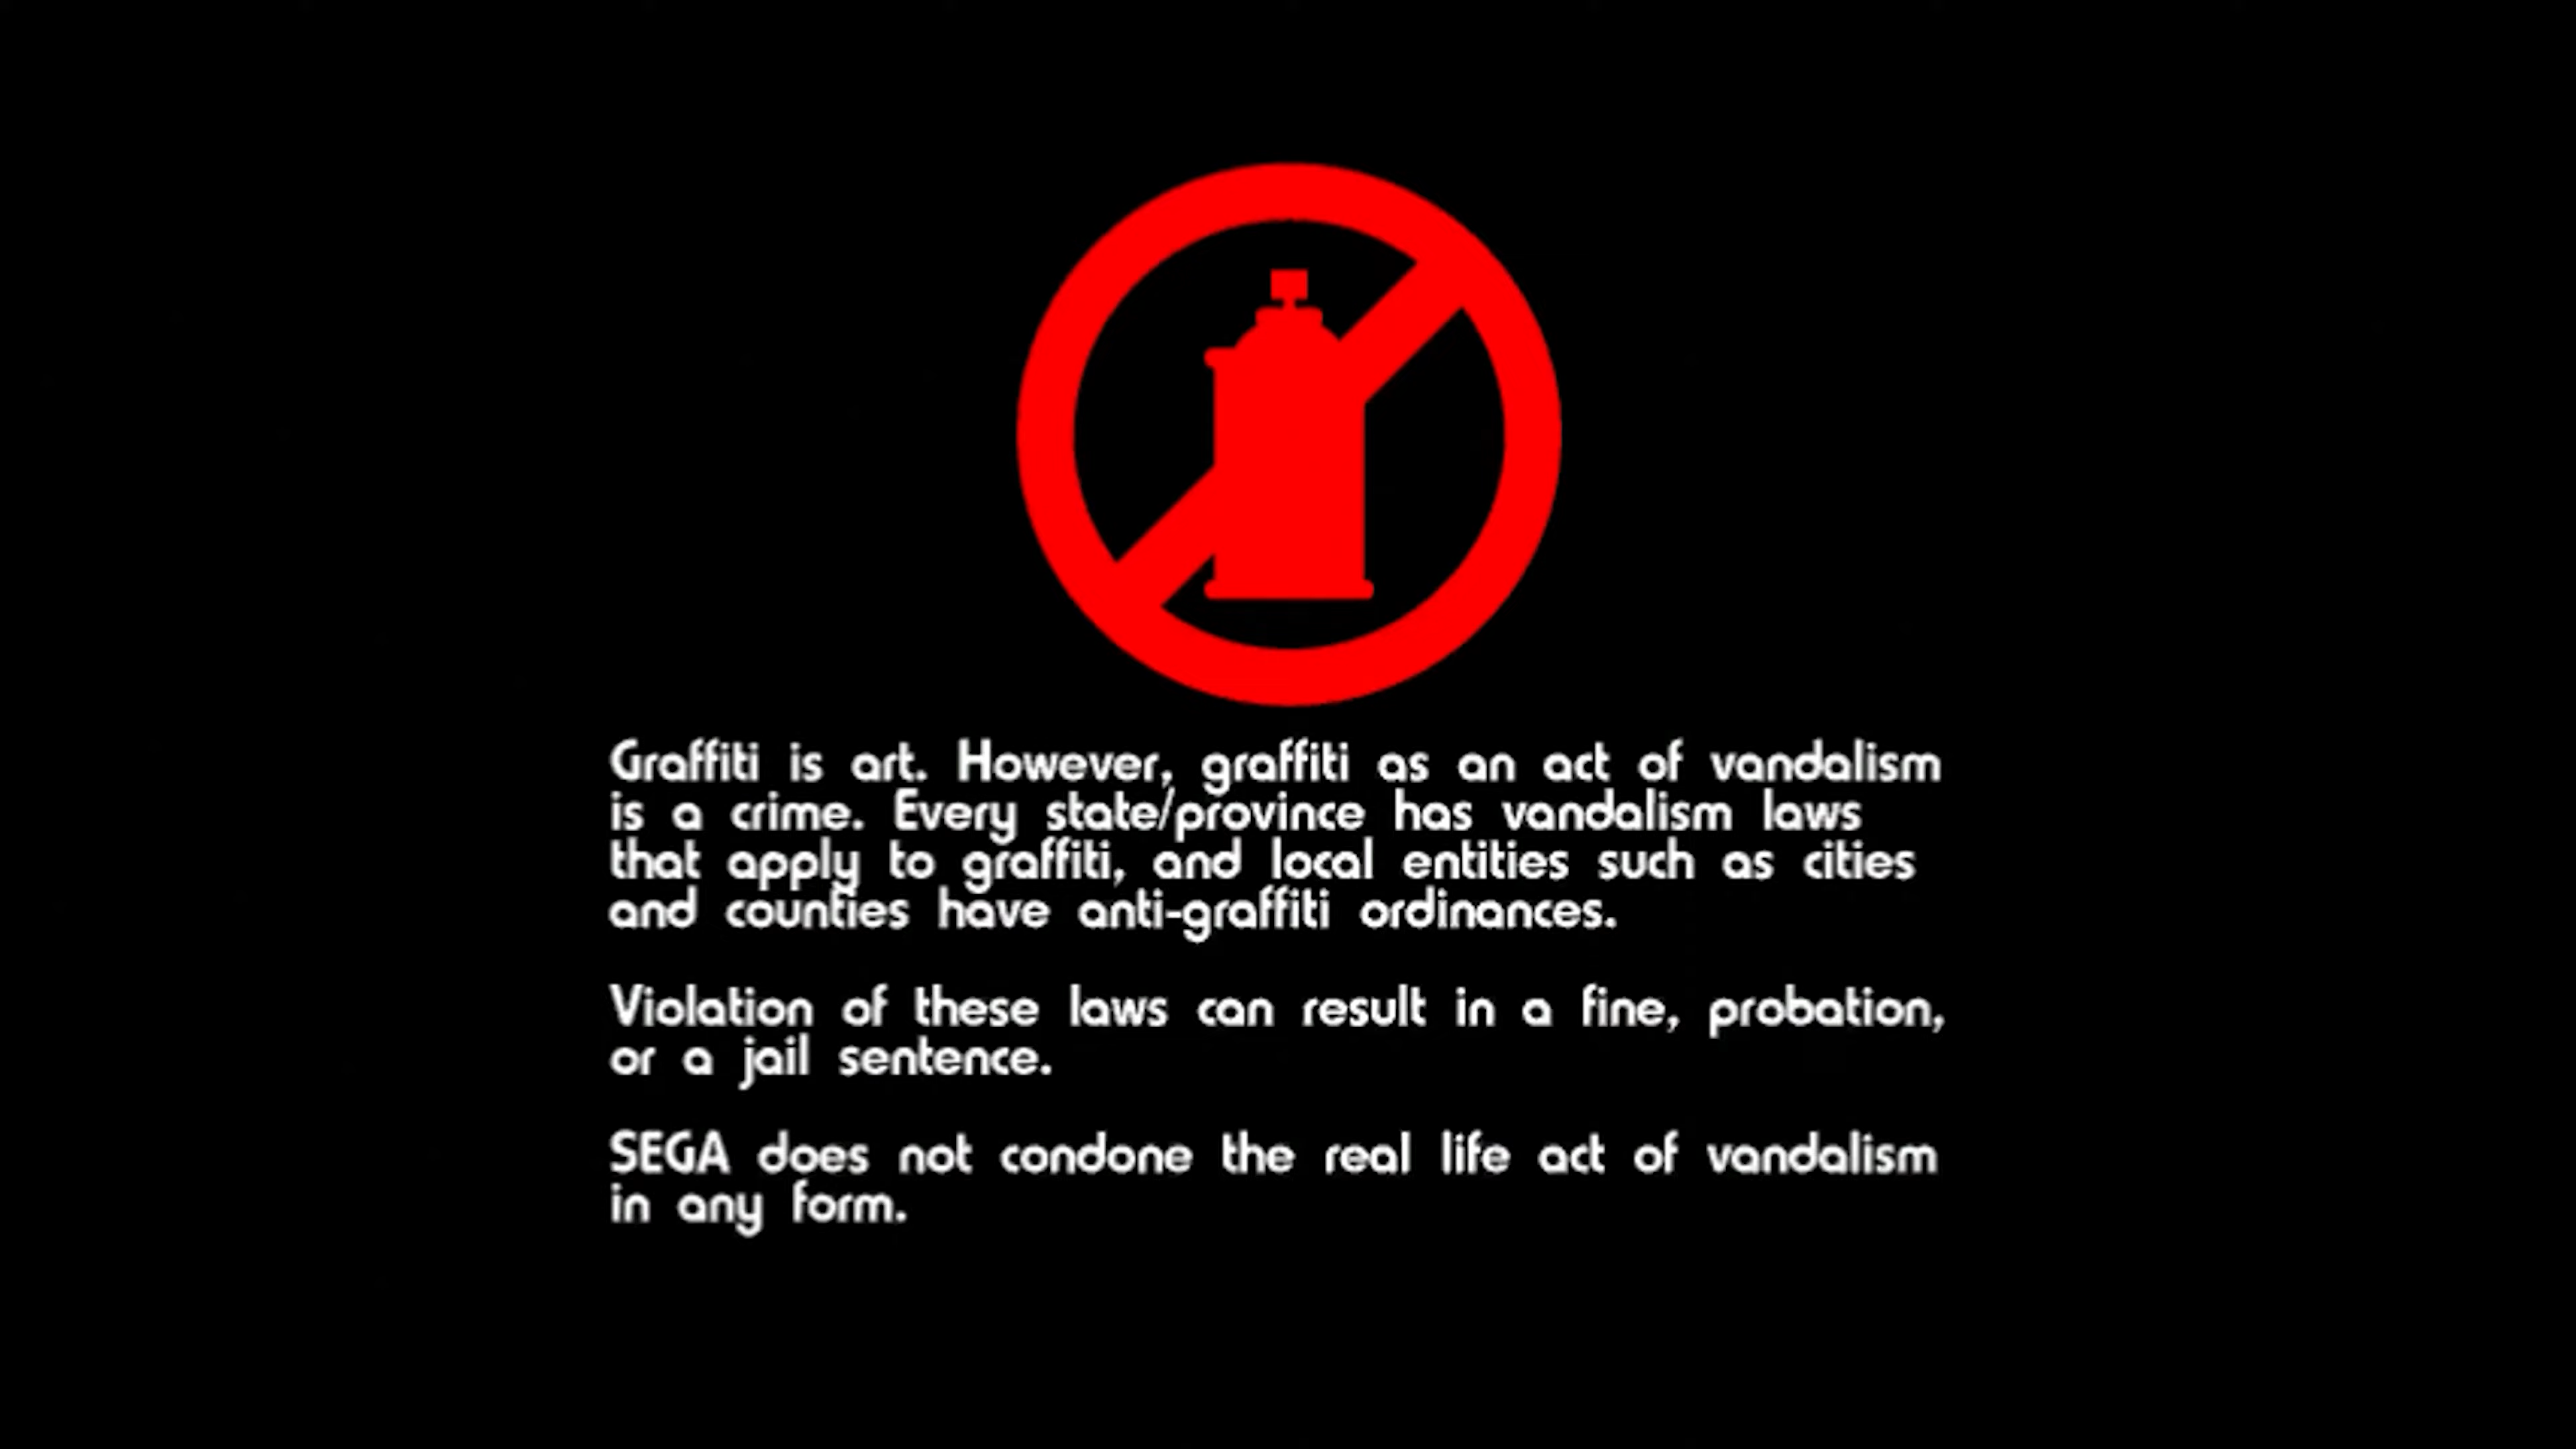 Graffiti is art. However, graffiti as an act of vandalism
is a crime. Every state/province has vandalism laws
that apply to graffiti, and local entities such as cities
and counties have anti-graffiti ordinances.
Violation of these laws can result in a fine, probation,
or a jail sentence.
SEGA does not condone the real life act of vandalism
in any form.